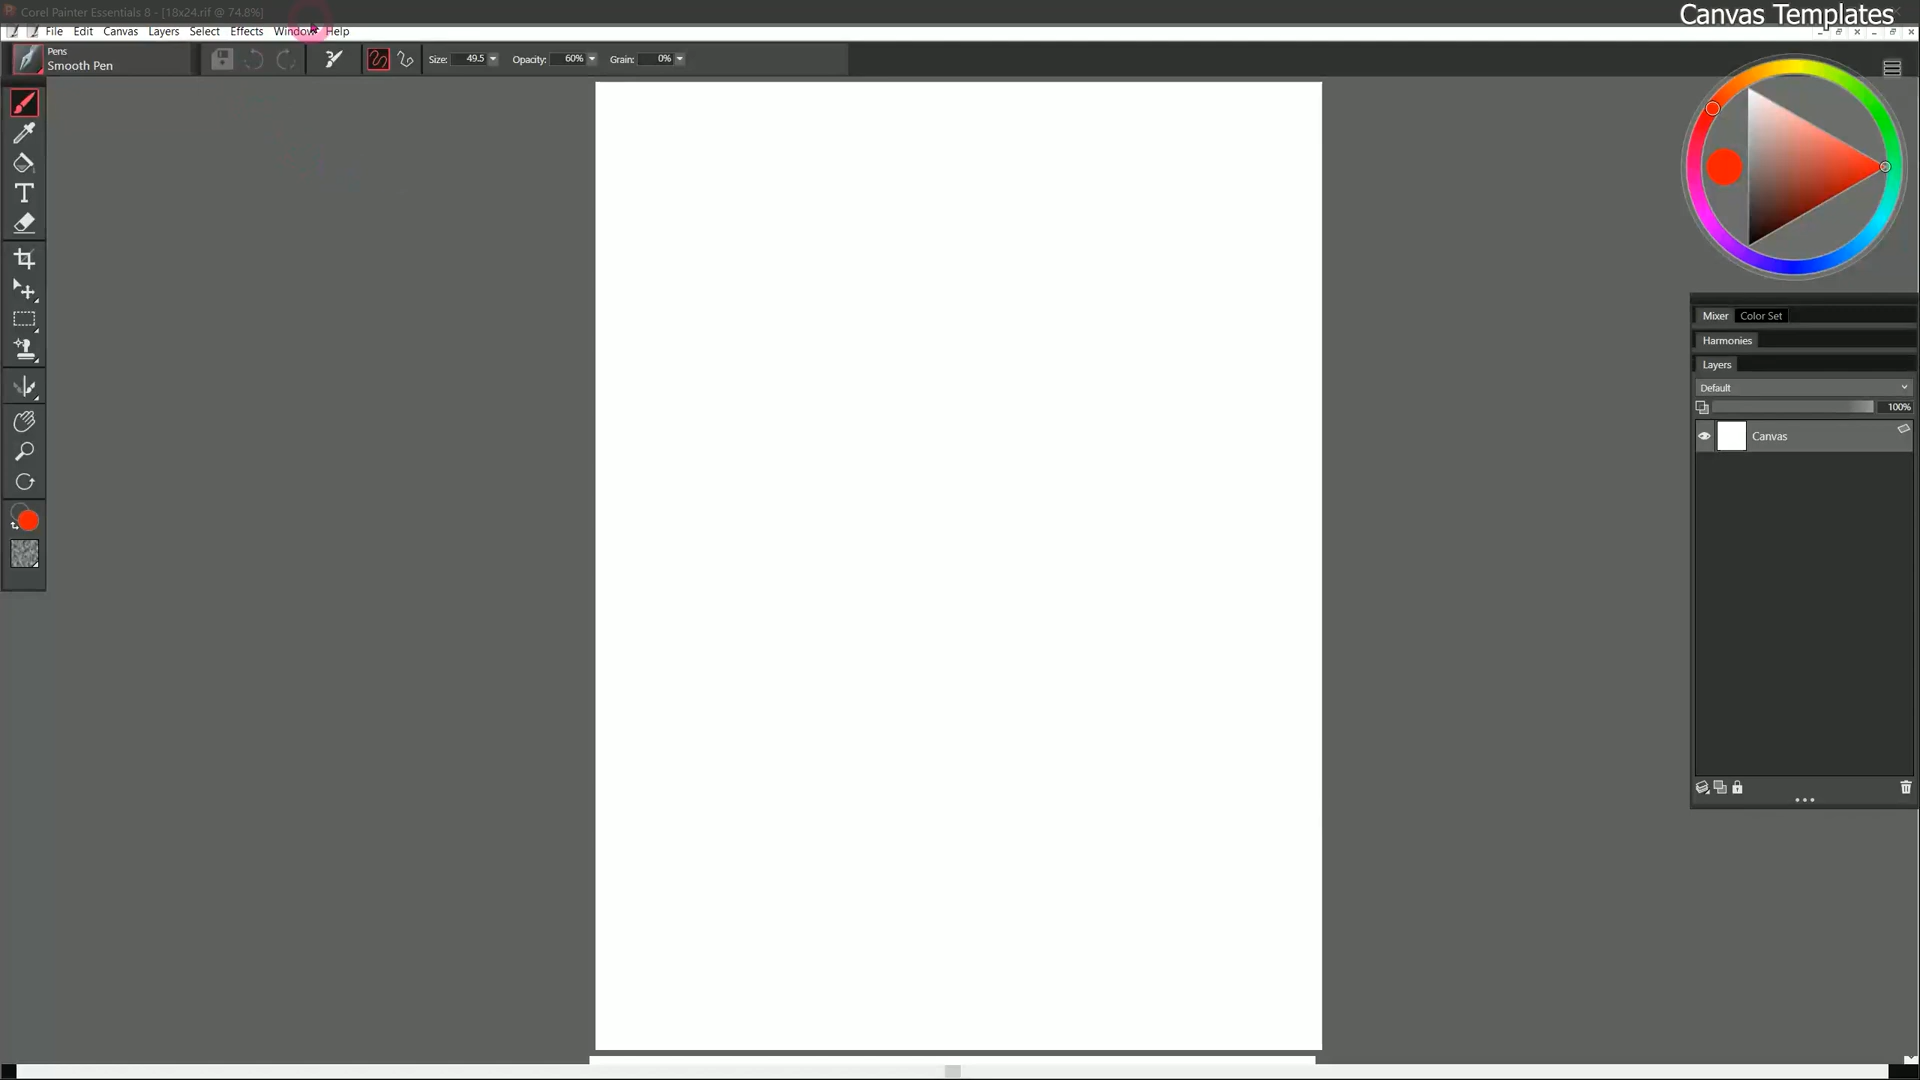 Corel Painter Essentials 8 - [18x24.rif @ 74.8%]
Canvas Templates
File Edit Canvas Layers Select Effects Window Help
Pens
Smooth Pen
Size: 49.5 Opacity: 60% Grain: 0%
T
Mixer Color Set
Harmonies
Layers
Default
100%
Canvas